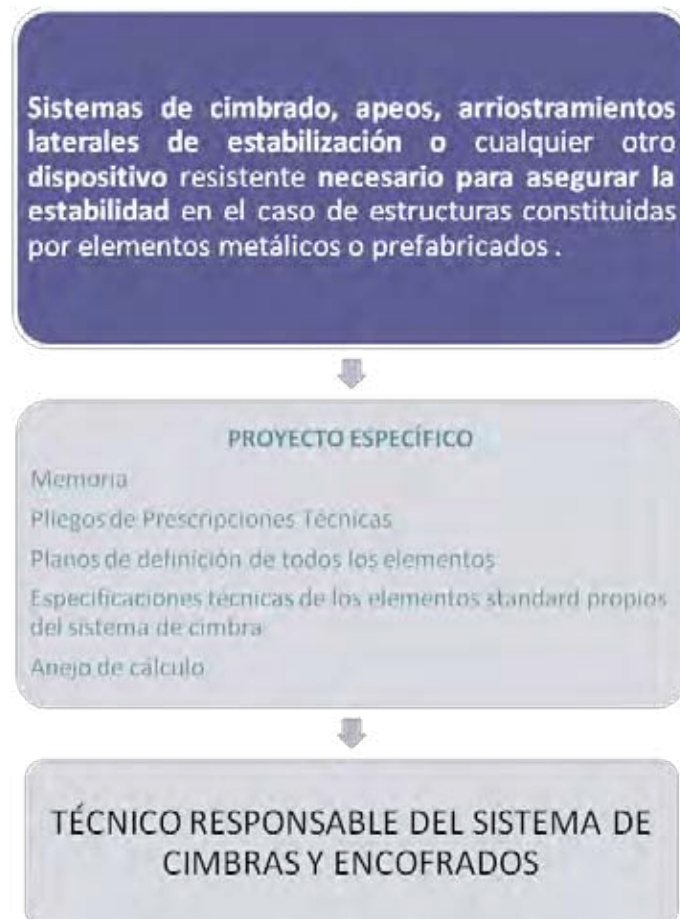 Sistemas de cimbrado, apeos, arriostramientos
laterales de estabilización o cualquier otro
dispositivo resistente necesario para asegurar la
estabilidad en el caso de estructuras constituidas
por elementos metálicos o prefabricados .
PROYECTO ESPECÍFICO
Memoria
Pliegos de Prescripciones Técnicas
Planos de definición de todos los elementos
Especificaciones técnicas de los elementos standard propios
del sistema de cimbra
Anejo de cálculo
TÉCNICO RESPONSABLE DEL SISTEMA DE
CIMBRAS Y ENCOFRADOS